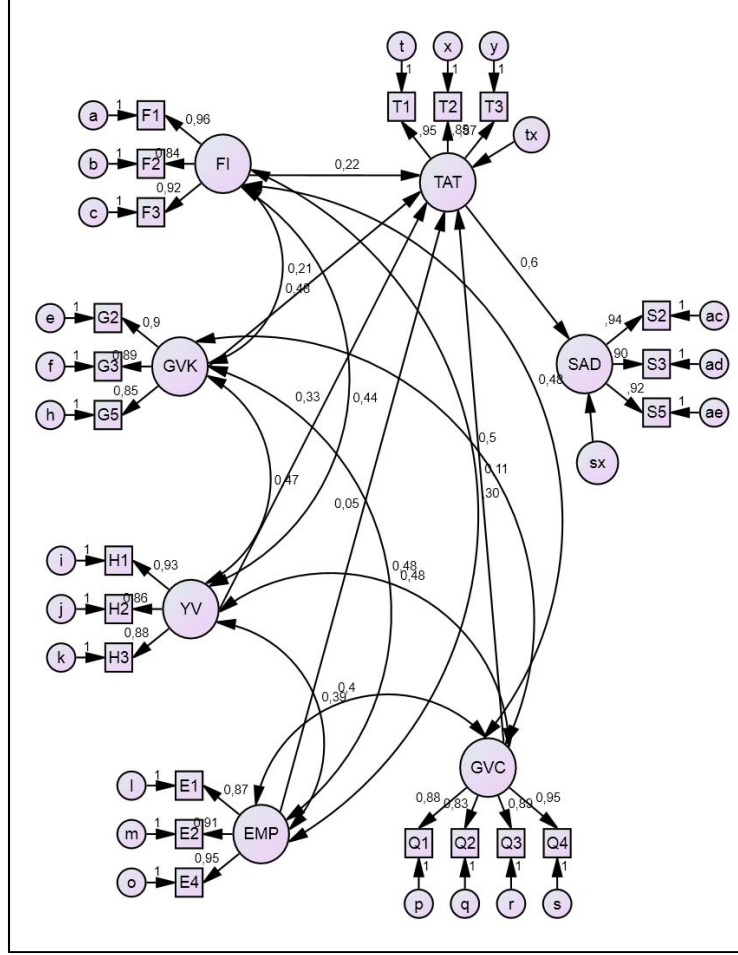 t x y
1 1 1
T1 T2 T3
,95 ,88 ,87
tx
TAT
a 1 F1 0,96
b 1 F2 0,84
c 1 F3 0,92
FI
0,22
0,6
0,21
0,48
e 1 G2 0,9
f 1 G3 0,89
h 1 G5 0,85
GVK
,94 S2 1 ac
,90 S3 1 ad
,92 S5 1 ae
SAD
sx
0,33
0,44
0,48
0,5
0,11
,30
0,47
0,05
i 1 H1 0,93
j 1 H2 0,86
k 1 H3 0,88
YV
0,48
0,48
0,4
0,39
l 1 E1 0,87
m 1 E2 0,91
o 1 E4 0,95
EMP
GVC
0,88 0,83 0,89 0,95
Q1 Q2 Q3 Q4
1 1 1 1
p q r s